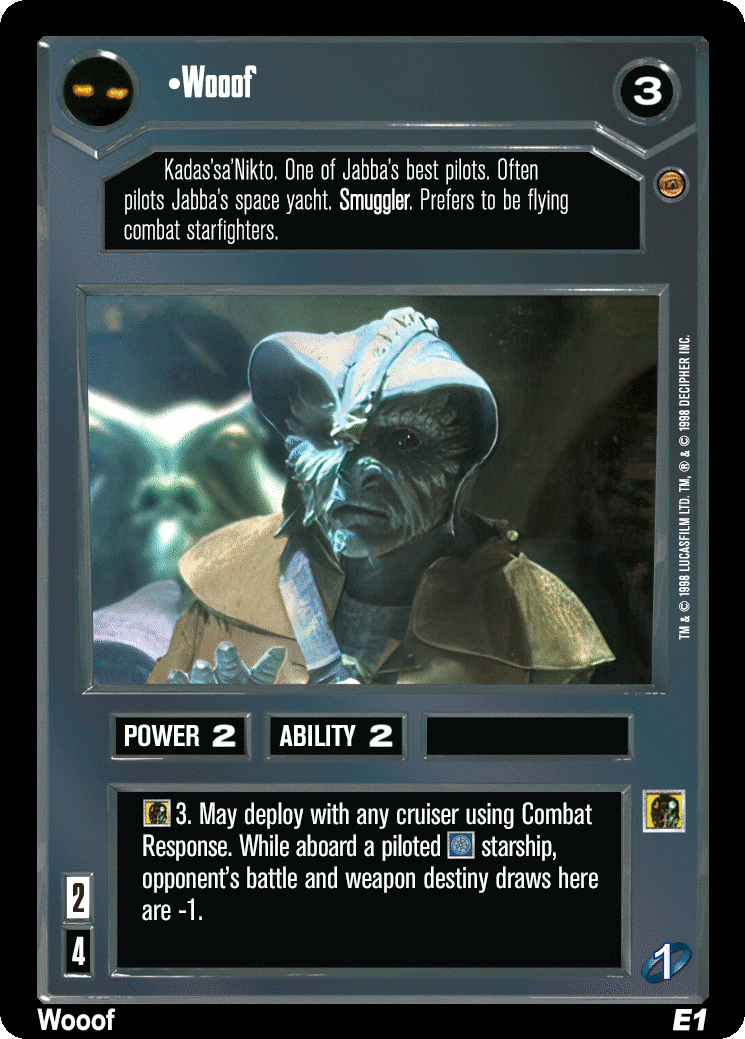 •Wooof
3
Kadas'sa'Nikto. One of Jabba's best pilots. Often
pilots Jabba's space yacht. Smuggler. Prefers to be flying
combat starfighters.
TM & © 1998 LUCASFILM LTD. TM, ® & © 1998 DECIPHER INC.
POWER 2
ABILITY 2
3. May deploy with any cruiser using Combat
Response. While aboard a piloted starship,
opponent's battle and weapon destiny draws here
are -1.
2
4
1
Wooof
E1